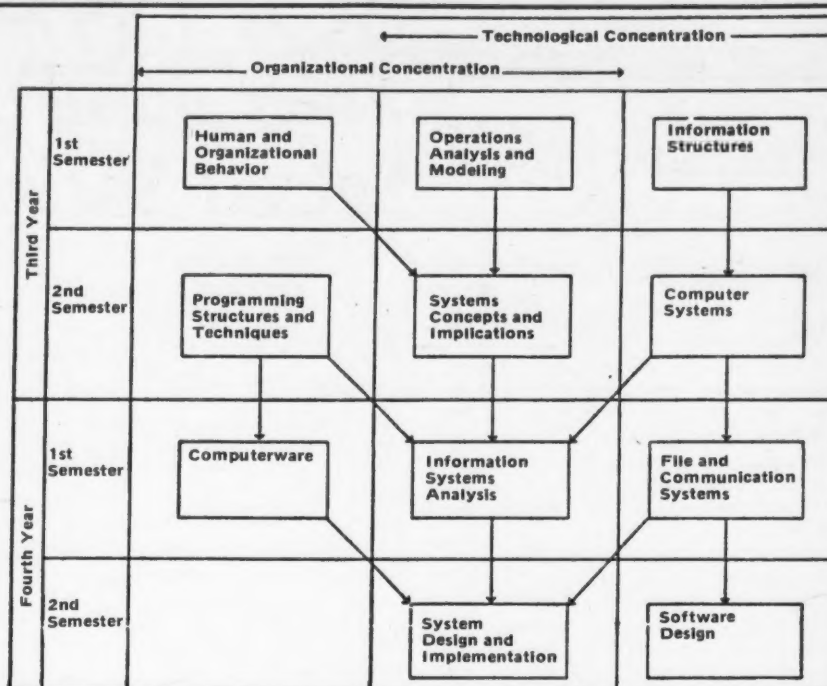 Technological Concentration
Organizational Concentration
Third Year
1st
Semester
Human and
Organizational
Behavior
Operations
Analysis and
Modeling
Information
Structures
2nd
Semester
Programming
Structures and
Techniques
Systems
Concepts and
Implications
Computer
Systems
Fourth Year
1st
Semester
Computerware
Information
Systems
Analysis
File and
Communication
Systems
2nd
Semester
System
Design and
Implementation
Software
Design